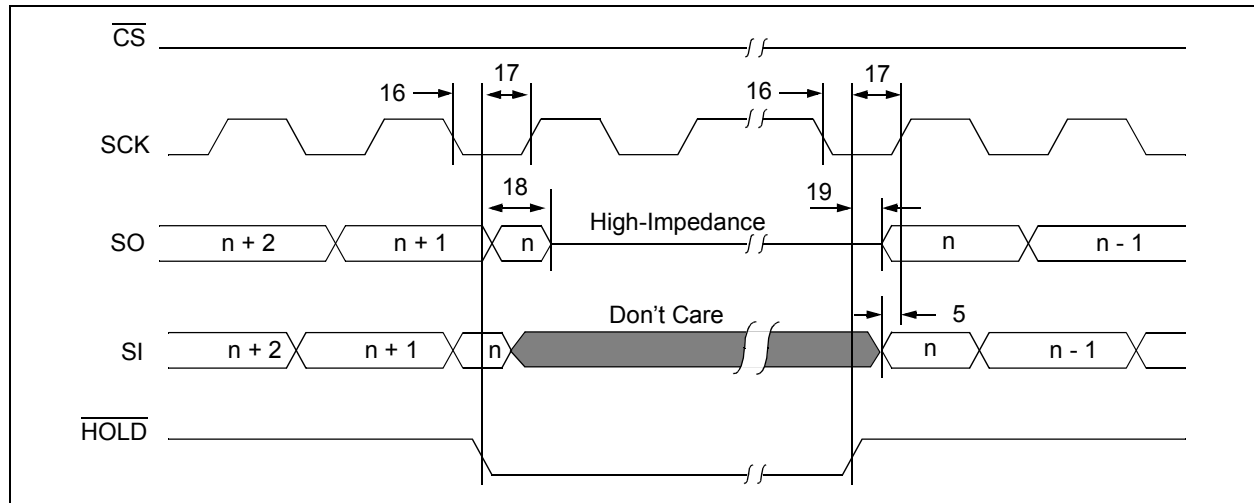 CS
17 17
16 16
SCK
18 19
High-Impedance
SO n + 2 n + 1 n n n - 1
Don't Care 5
SI n + 2 n + 1 n n n - 1
HOLD